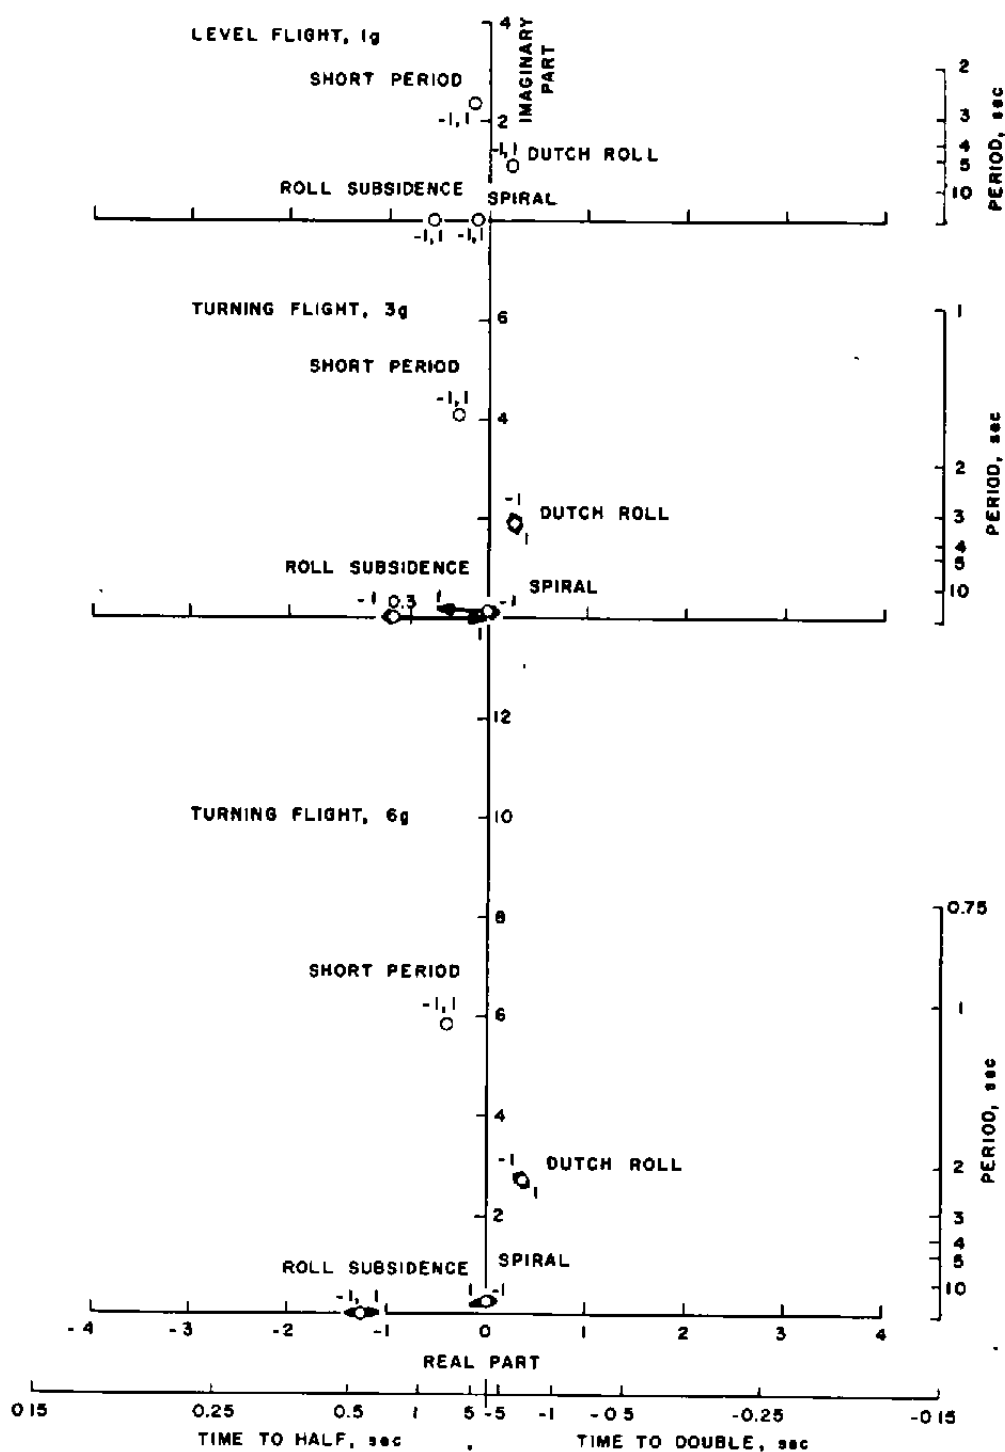 4
LEVEL FLIGHT, 1g
IMAGINARY PART
SHORT PERIOD
-1,1
2
-1,1
DUTCH ROLL
ROLL SUBSIDENCE
SPIRAL
-1,1 -1,1
2
3
4
5
10
PERIOD, sec
TURNING FLIGHT, 3g
6
SHORT PERIOD
-1,1
4
-1
DUTCH ROLL
1
ROLL SUBSIDENCE
SPIRAL
-1 0.3 1 -1
1
1
2
3
4
5
10
PERIOD, sec
12
TURNING FLIGHT, 6g
10
8
SHORT PERIOD
-1,1
6
4
-1
DUTCH ROLL
1
2
SPIRAL
ROLL SUBSIDENCE
-1, 1 1 -1
0.75
1
2
3
4
5
10
PERIOD, sec
-4 -3 -2 -1 0 1 2 3 4
REAL PART
015 0.25 0.5 1 5 -5 -1 -05 -0.25 -015
TIME TO HALF, sec TIME TO DOUBLE, sec